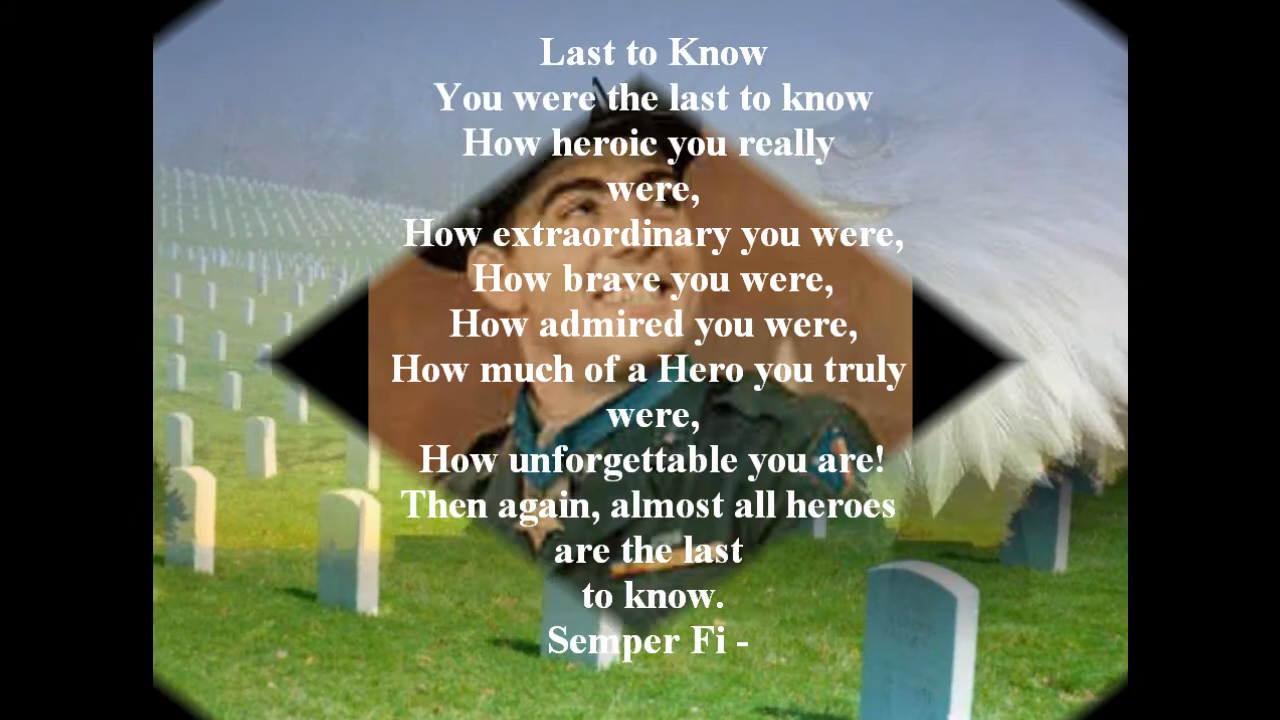 Last to Know
You were the last to know
How heroic you really
were,
How extraordinary you were,
How brave you were,
How admired you were,
How much of a Hero you truly
were,
How unforgettable you are!
Then again, almost all heroes
are the last
to know.
Semper Fi -